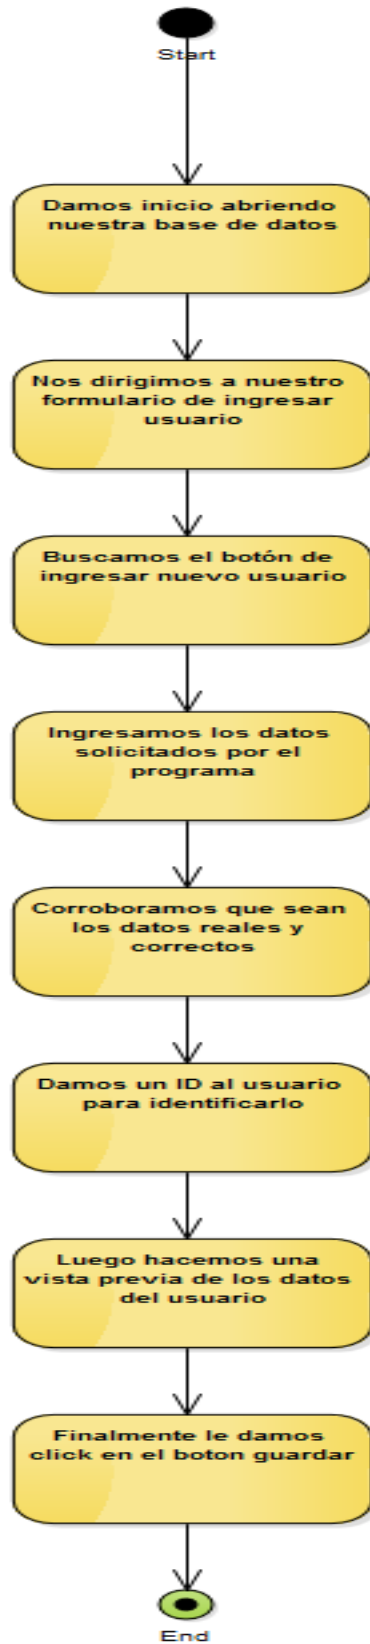 Start
Damos inicio abriendo
nuestra base de datos
Nos dirigimos a nuestro
formulario de ingresar
usuario
Buscamos el botón de
ingresar nuevo usuario
Ingresamos los datos
solicitados por el
programa
Corroboramos que sean
los datos reales y
correctos
Damos un ID al usuario
para identificarlo
Luego hacemos una
vista previa de los datos
del usuario
Finalmente le damos
click en el boton guardar
End